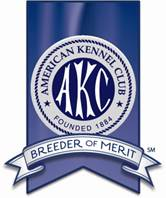 AMERICAN KENNEL CLUB
AKC
FOUNDED 1884
BREEDER OF MERIT SM